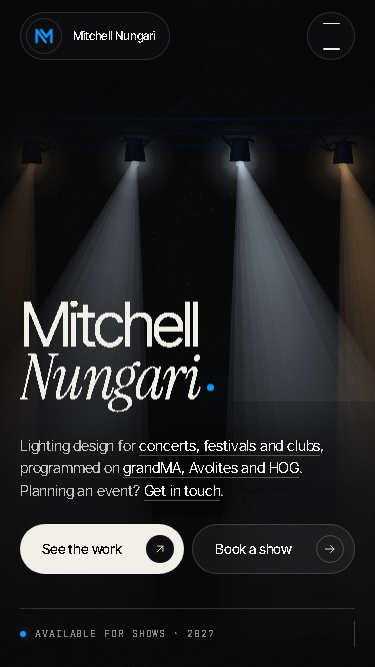 Mitchell Nungari
Mitchell
Nungari.
Lighting design for concerts, festivals and clubs,
programmed on grandMA, Avolites and HOG.
Planning an event? Get in touch.
See the work
Book a show
AVAILABLE FOR SHOWS · 2027